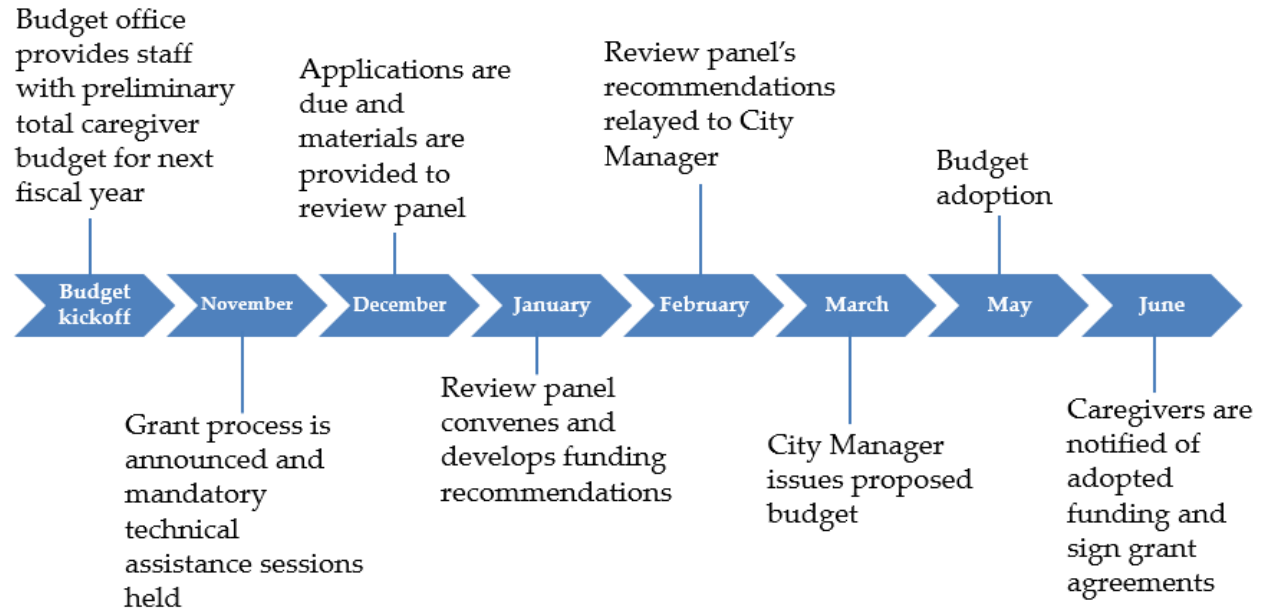 Budget office
provides staff
with preliminary
total caregiver
budget for next
fiscal year
Applications are
due and
materials are
provided to
review panel
Review panel’s
recommendations
relayed to City
Manager
Budget
adoption
Budget
kickoff
November
December
January
February
March
May
June
Grant process is
announced and
mandatory
technical
assistance sessions
held
Review panel
convenes and
develops funding
recommendations
City Manager
issues proposed
budget
Caregivers are
notified of
adopted
funding and
sign grant
agreements